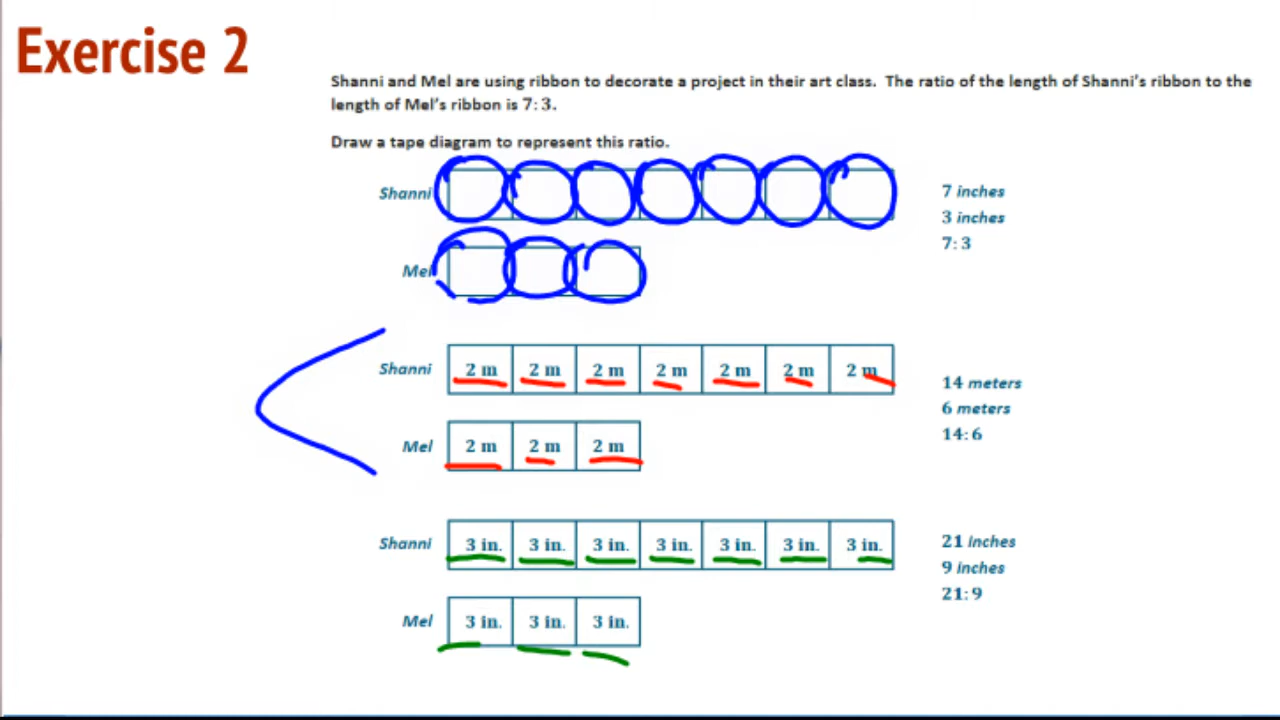 Exercise 2
Shanni and Mel are using ribbon to decorate a project in their art class. The ratio of the length of Shanni's ribbon to the
length of Mel's ribbon is 7:3.
Draw a tape diagram to represent this ratio.
Shanni
7 inches
3 inches
7:3
Mel
Shanni 2 m 2 m 2 m 2 m 2 m 2 m 2 m
14 meters
6 meters
14:6
Mel 2 m 2 m 2 m
Shanni 3 in. 3 in. 3 in. 3 in. 3 in. 3 in. 3 in.
21 inches
9 inches
21:9
Mel 3 in. 3 in. 3 in.